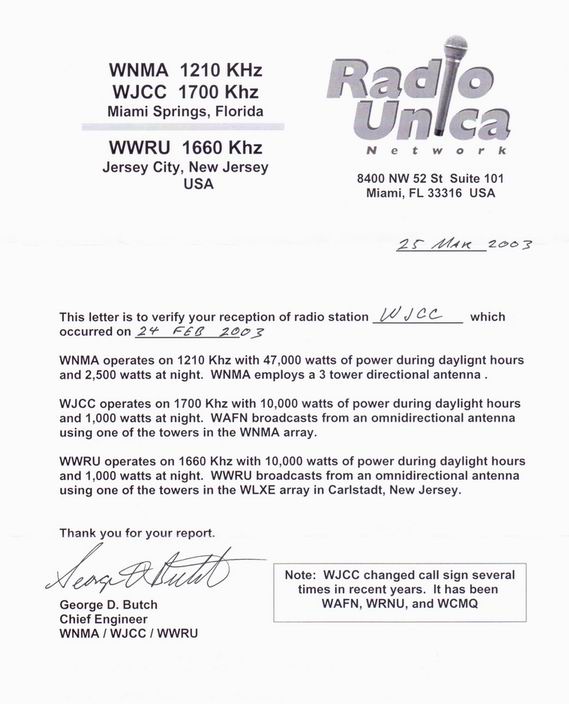 WNMA 1210 KHz
WJCC 1700 Khz
Miami Springs, Florida
WWRU 1660 Khz
Jersey City, New Jersey
USA
Radio
Unica
Network
8400 NW 52 St Suite 101
Miami, FL 33316 USA
25 MAR 2003
This letter is to verify your reception of radio station WJCC which
occurred on 24 FEB 2003
WNMA operates on 1210 Khz with 47,000 watts of power during daylignt hours
and 2,500 watts at night. WNMA employs a 3 tower directional antenna .
WJCC operates on 1700 Khz with 10,000 watts of power during daylight hours
and 1,000 watts at night. WAFN broadcasts from an omnidirectional antenna
using one of the towers in the WNMA array.
WWRU operates on 1660 Khz with 10,000 watts of power during daylight hours
and 1,000 watts at night. WWRU broadcasts from an omnidirectional antenna
using one of the towers in the WLXE array in Carlstadt, New Jersey.
Thank you for your report.
George D Butch
George D. Butch
Chief Engineer
WNMA / WJCC / WWRU
Note: WJCC changed call sign several
times in recent years. It has been
WAFN, WRNU, and WCMQ